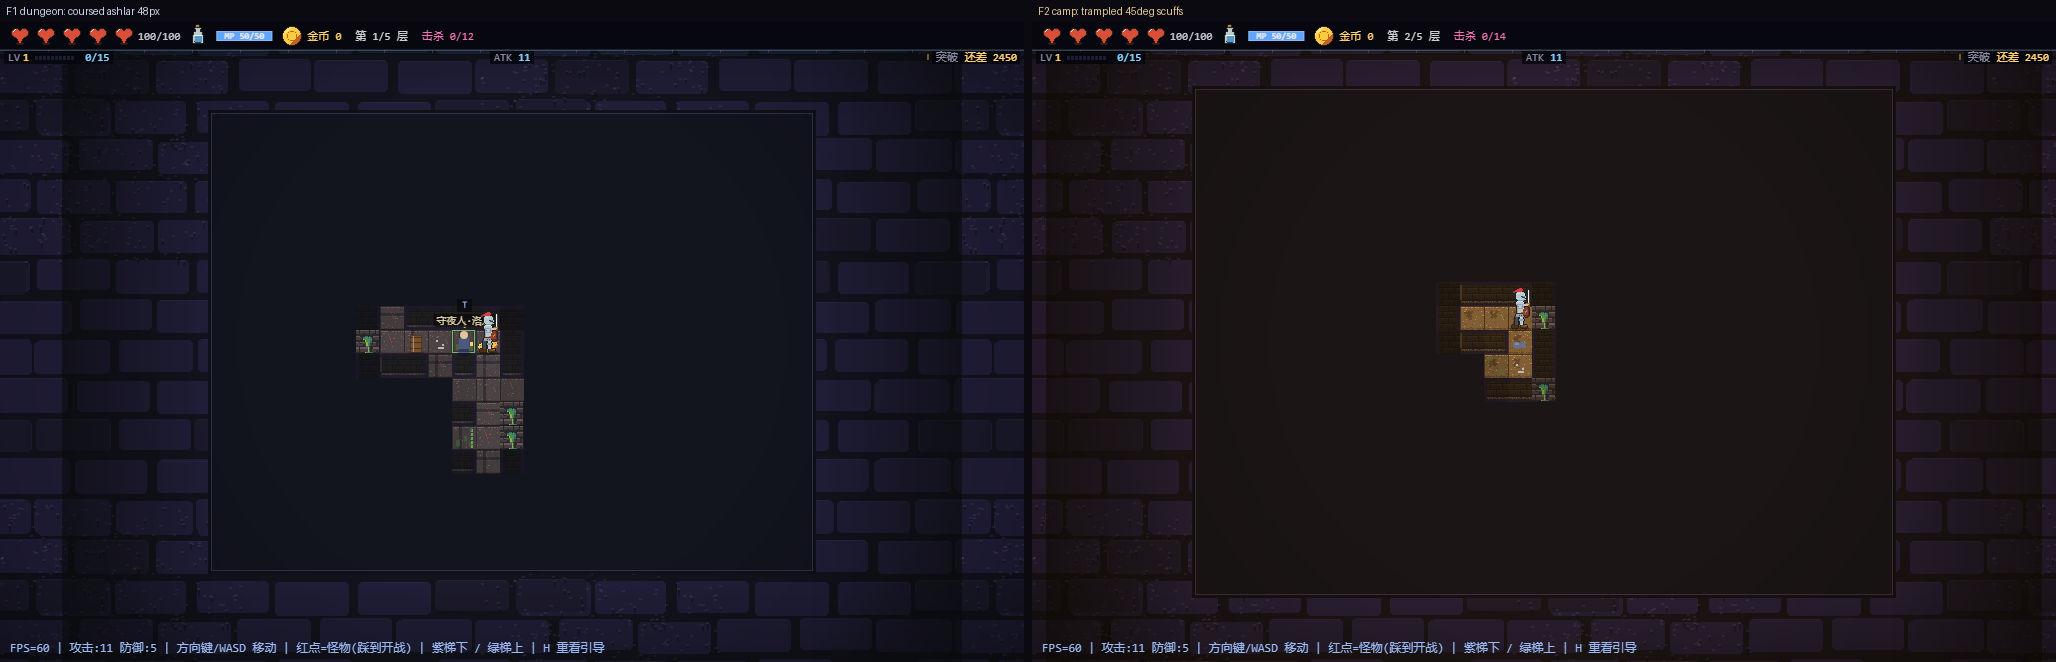 F1 dungeon: coursed ashlar 48px
100/100 MP 50/50 金币 0 第 1/5 层 击杀 0/12
LV 1 0/15 ATK 11 突破 还差 2450
T
守夜人·洛
FPS=60 | 攻击:11 防御:5 | 方向键/WASD 移动 | 红点=怪物(踩到开战) | 紫梯下 / 绿梯上 | H 重看引导
F2 camp: trampled 45deg scuffs
100/100 MP 50/50 金币 0 第 2/5 层 击杀 0/14
LV 1 0/15 ATK 11 突破 还差 2450
FPS=60 | 攻击:11 防御:5 | 方向键/WASD 移动 | 红点=怪物(踩到开战) | 紫梯下 / 绿梯上 | H 重看引导